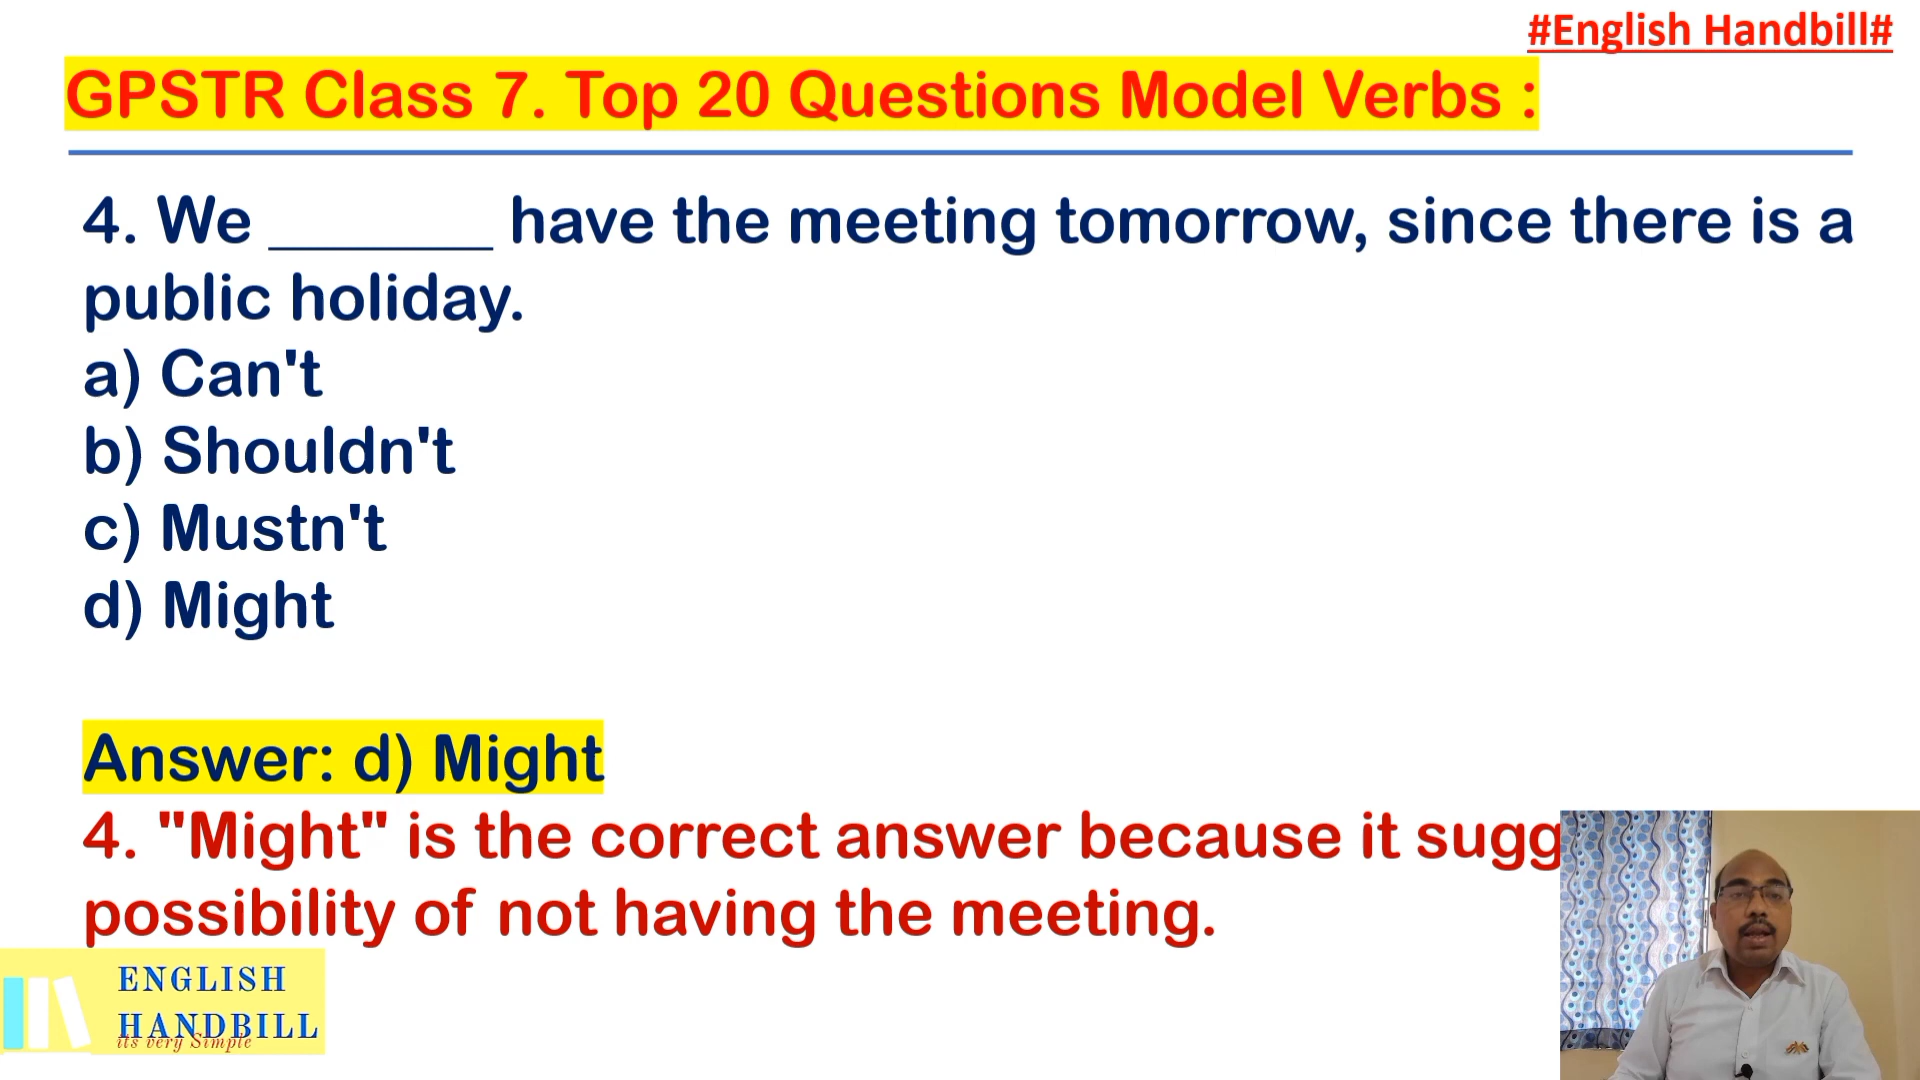 #English Handbill#
GPSTR Class 7. Top 20 Questions Model Verbs :
4. We _______ have the meeting tomorrow, since there is a
public holiday.
a) Can't
b) Shouldn't
c) Mustn't
d) Might
Answer: d) Might
4. "Might" is the correct answer because it sugg
possibility of not having the meeting.
ENGLISH
HANDBILL
its very Simple